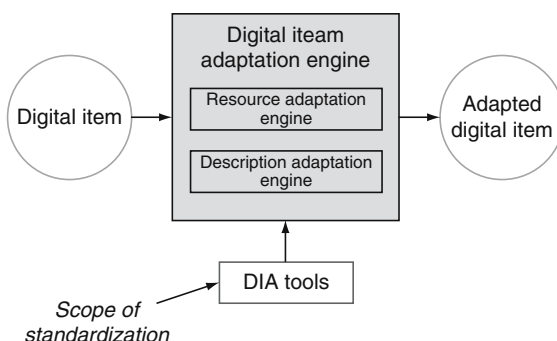 Digital iteam
adaptation engine
Digital item
Resource adaptation
engine
Description adaptation
engine
Adapted
digital item
DIA tools
Scope of
standardization